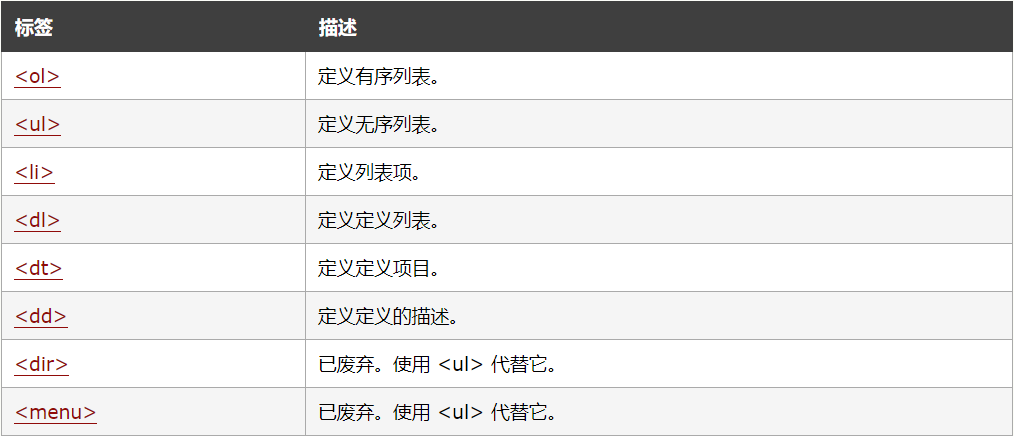 标签 描述
<ol> 定义有序列表。
<ul> 定义无序列表。
<li> 定义列表项。
<dl> 定义定义列表。
<dt> 定义定义项目。
<dd> 定义定义的描述。
<dir> 已废弃。使用 <ul> 代替它。
<menu> 已废弃。使用 <ul> 代替它。